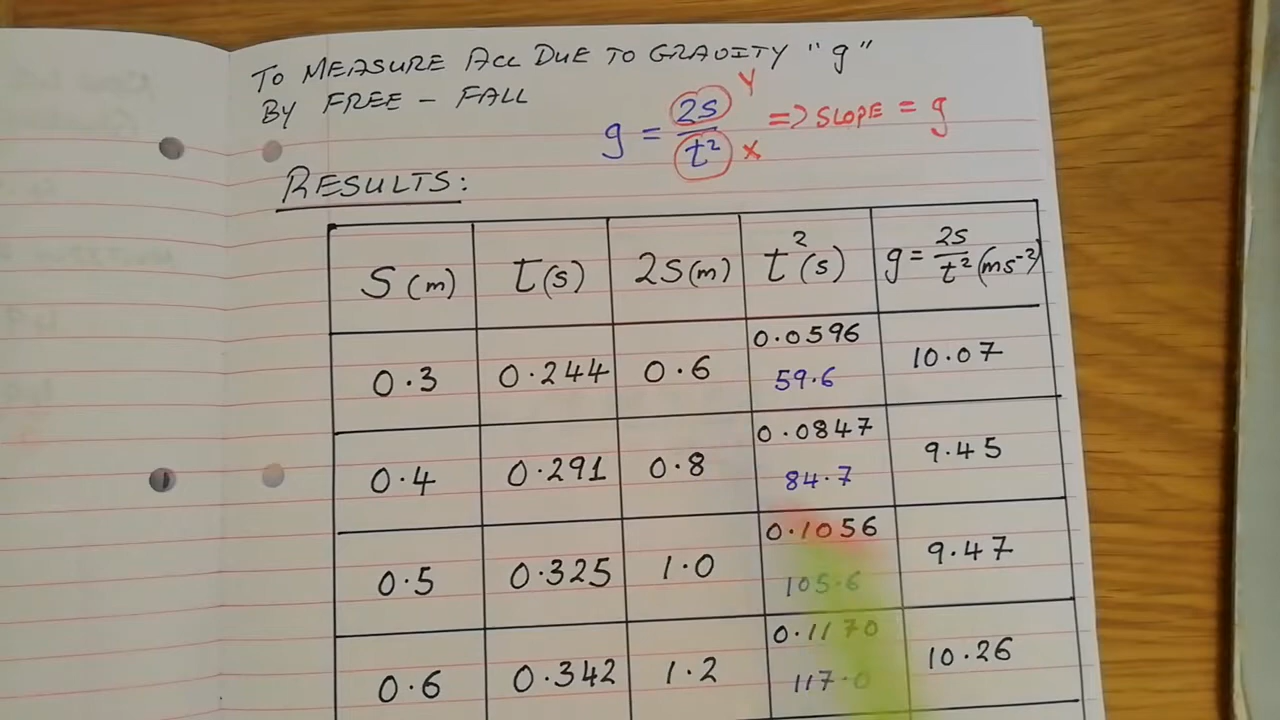 TO MEASURE ACC DUE TO GRAVITY "g"
BY FREE - FALL
g = 2s/t² Y X => SLOPE = g
RESULTS:
S (m) t (s) 2S (m) t² (s) g = 2s/t² (ms⁻²)
0.3 0.244 0.6 0.0596 10.07
59.6
0.4 0.291 0.8 0.0847 9.45
84.7
0.5 0.325 1.0 0.1056 9.47
105.6
0.6 0.342 1.2 0.1170 10.26
117.0